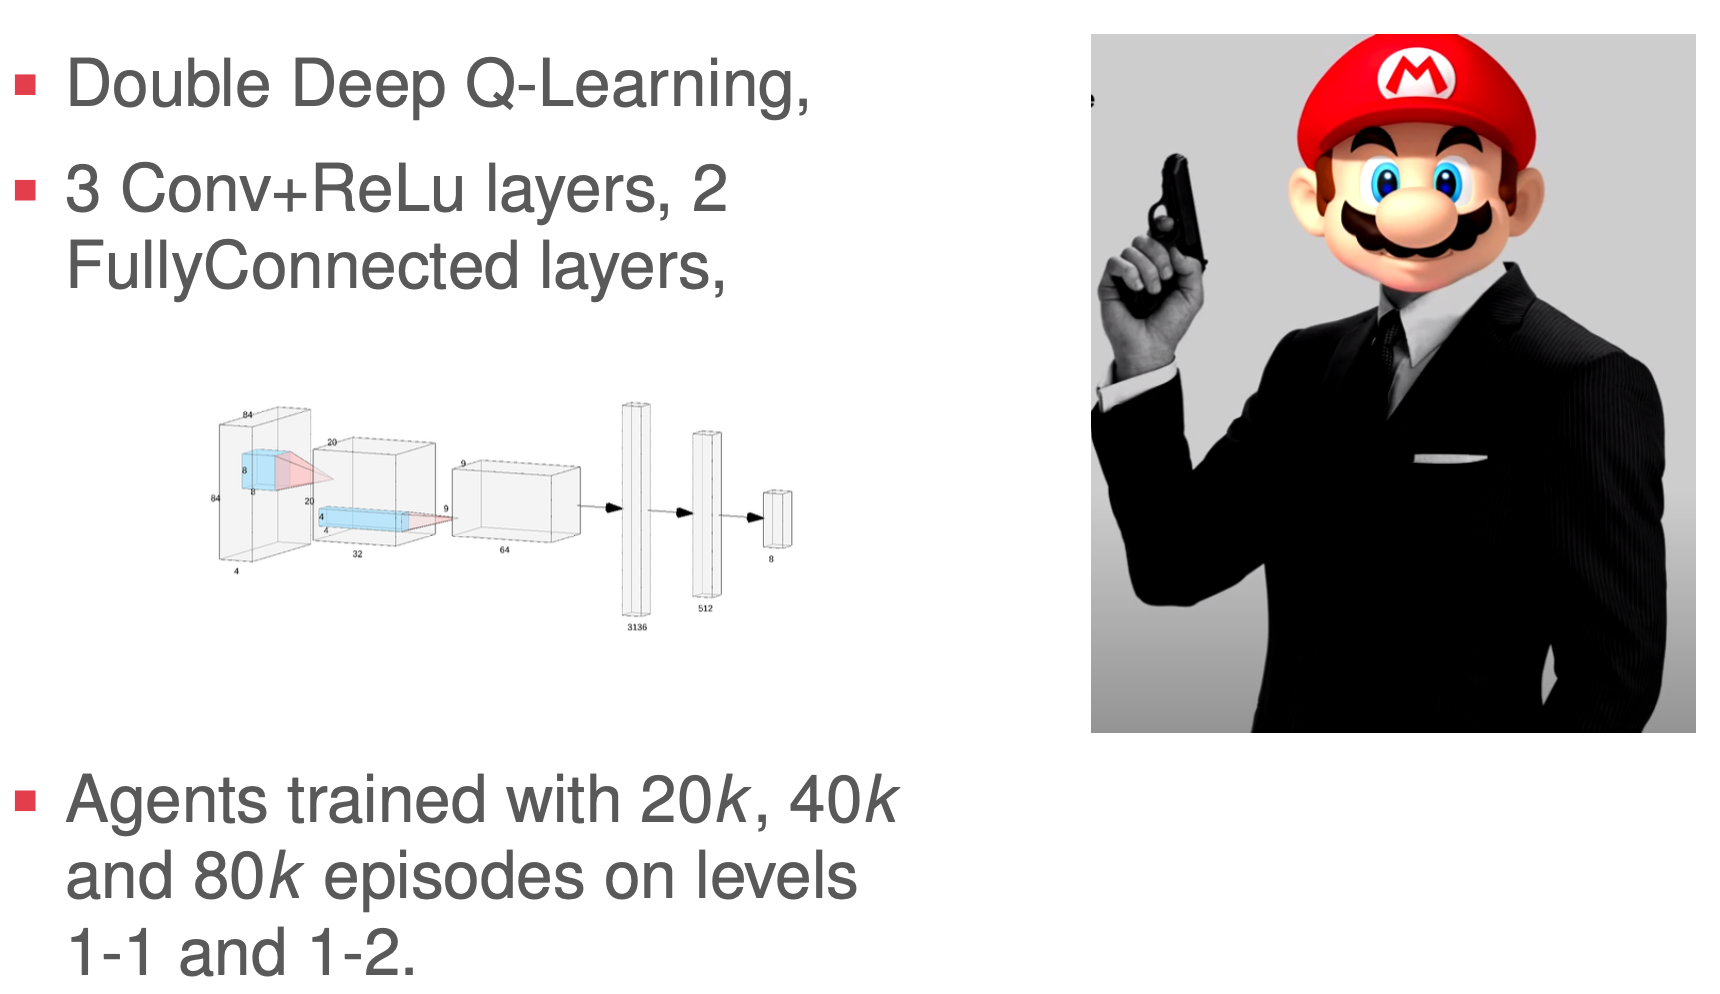 Double Deep Q-Learning,
3 Conv+ReLu layers, 2
FullyConnected layers,
84
8
8
84
4
20
20
4
4
32
9
9
64
3136
512
8
M
Agents trained with 20k, 40k
and 80k episodes on levels
1-1 and 1-2.